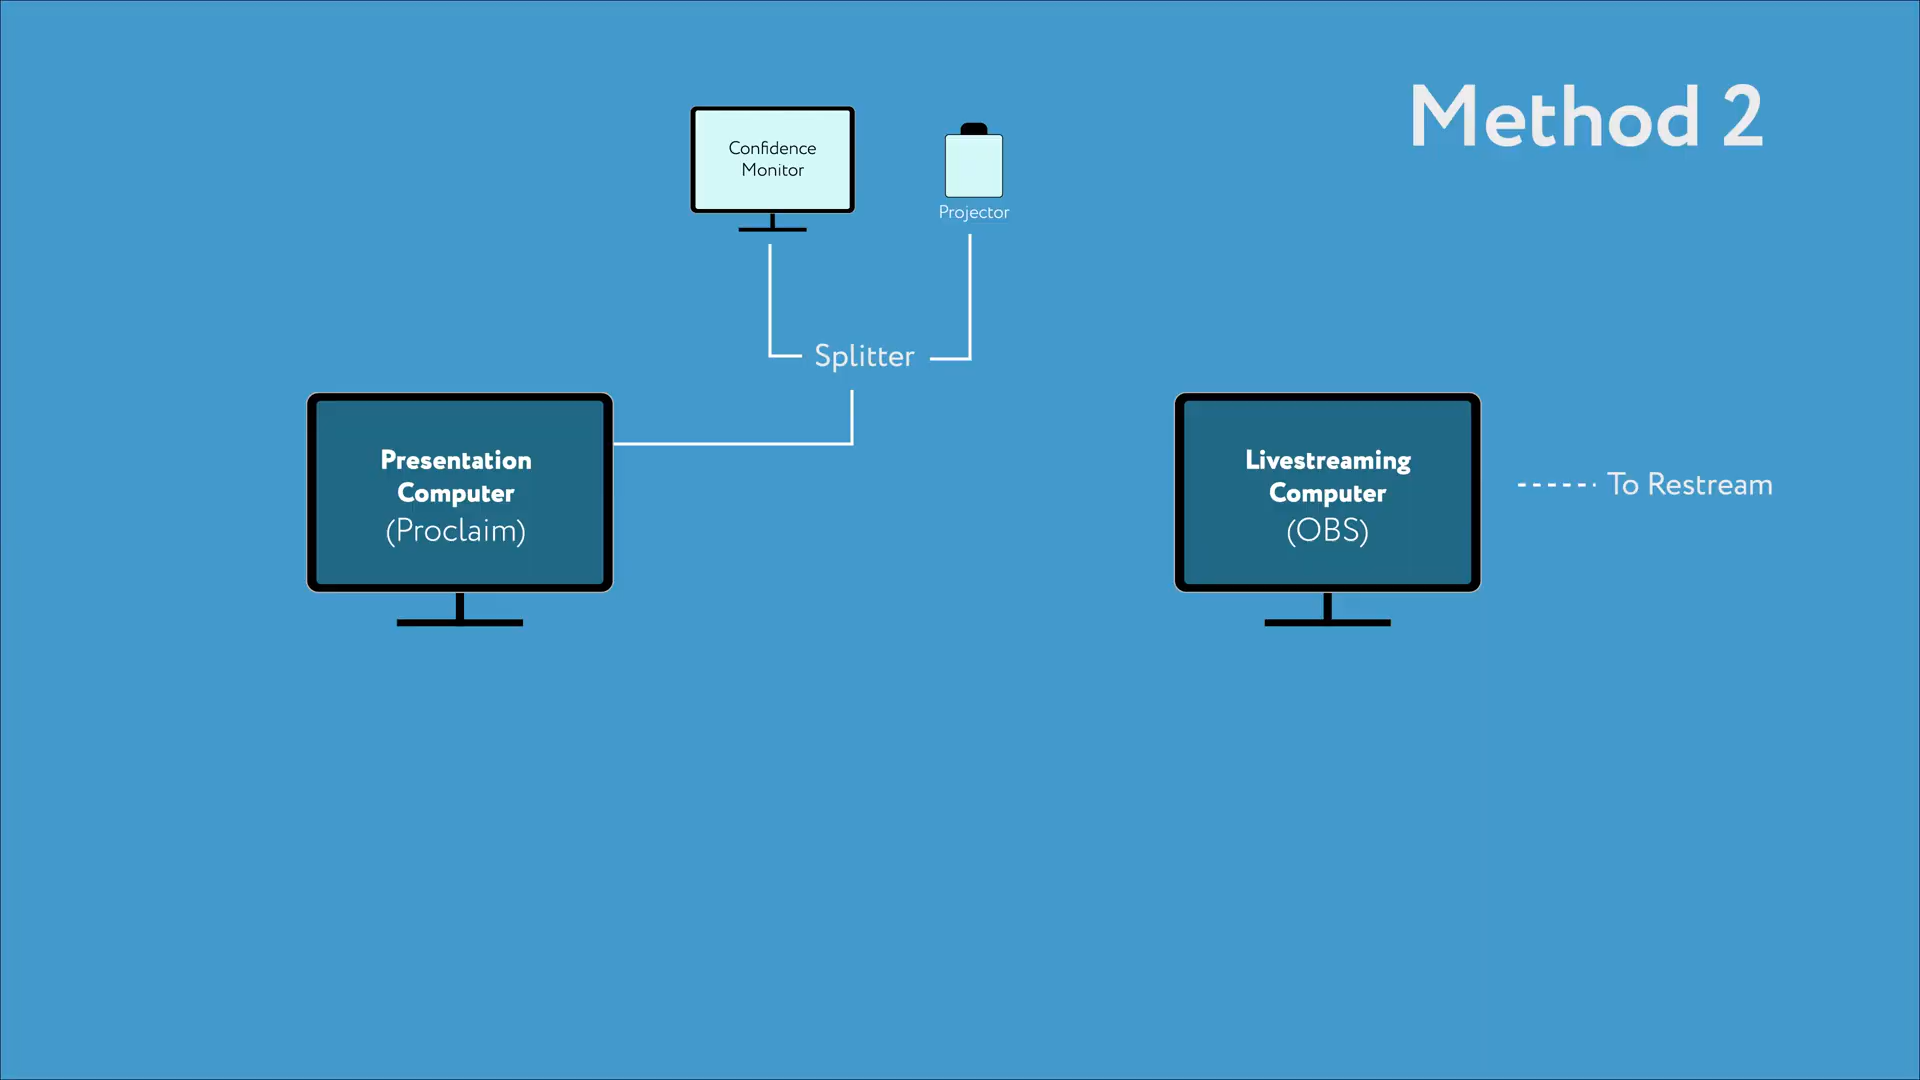 Method 2
Confidence
Monitor
Projector
Splitter
Presentation
Computer
(Proclaim)
Livestreaming
Computer
(OBS)
To Restream